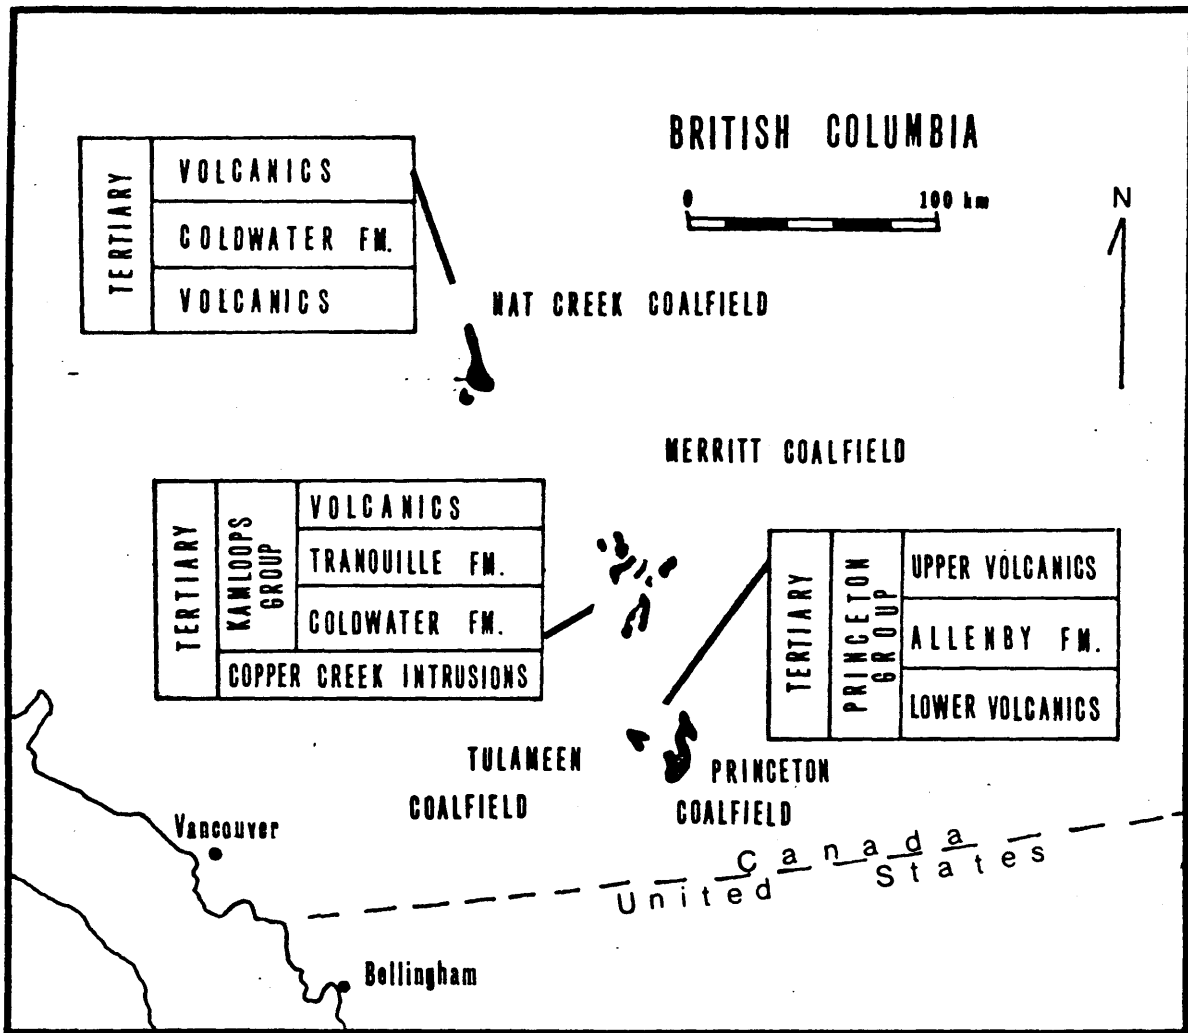 BRITISH COLUMBIA
0 100 km
N
TERTIARY
VOLCANICS
COLDWATER FM.
VOLCANICS
HAT CREEK COALFIELD
MERRITT COALFIELD
TERTIARY
KAMLOOPS
GROUP
VOLCANICS
TRANQUILLE FM.
COLDWATER FM.
COPPER CREEK INTRUSIONS
TERTIARY
PRINCETON
GROUP
UPPER VOLCANICS
ALLENBY FM.
LOWER VOLCANICS
TULAMEEN
COALFIELD
PRINCETON
COALFIELD
Vancouver
Canada
United States
Bellingham